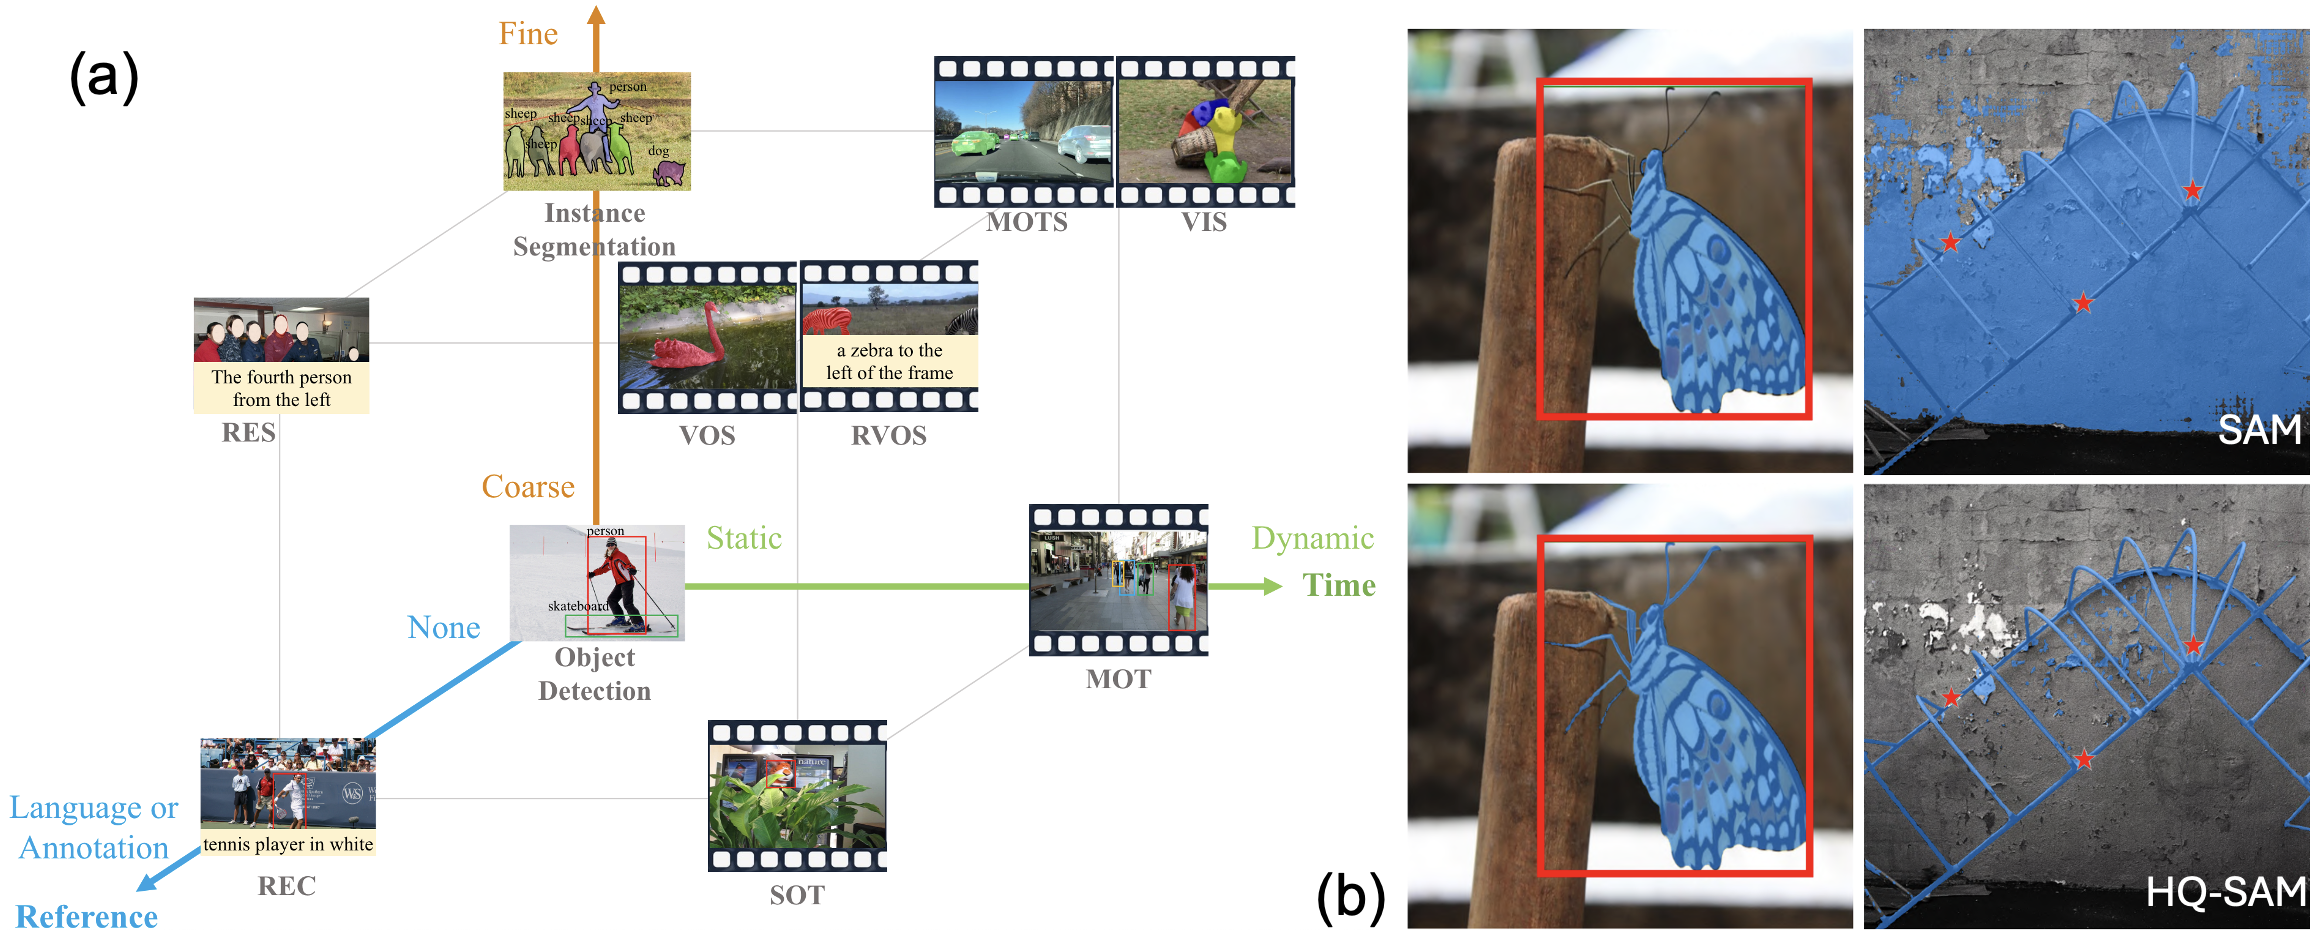 (a)
Fine
person
sheep
sheep
sheep
sheep
sheep
dog
Instance
Segmentation
MOTS
VIS
The fourth person
from the left
RES
a zebra to the
left of the frame
VOS
RVOS
Coarse
person
skateboard
Static
Dynamic
Time
LUSH
None
Object
Detection
MOT
nature
Language or
Annotation
W&S
tennis player in white
REC
SOT
Reference
(b)
SAM
HQ-SAM